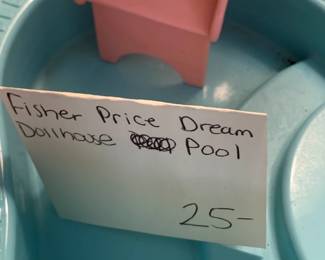 Fisher Price Dream
Dollhouse Pool
25-